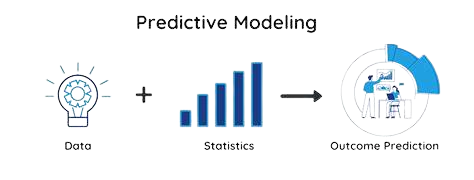 Predictive Modeling
Data
Statistics
Outcome Prediction